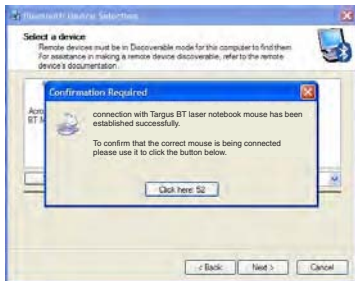 Bluetooth Device Selection
Select a device
Remote devices must be in Discoverable mode for this computer to find them.
For assistance in making a remote device discoverable, refer to the remote
device's documentation.
Confirmation Required
connection with Targus BT laser notebook mouse has been
established successfully.
To confirm that the correct mouse is being connected
please use it to click the button below.
Click here: 52
< Back
Next >
Cancel